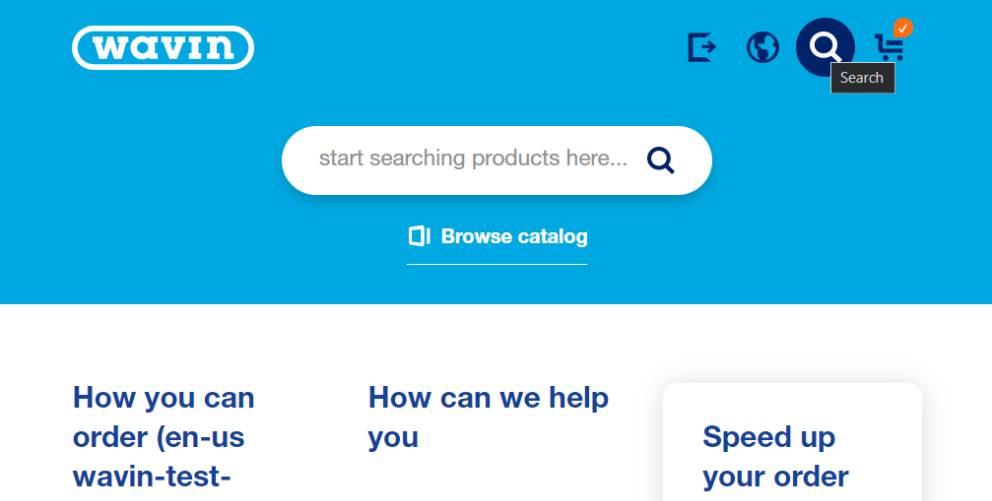 wavin
Search
start searching products here...
Browse catalog
How you can
order (en-us
wavin-test-
How can we help
you
Speed up
your order